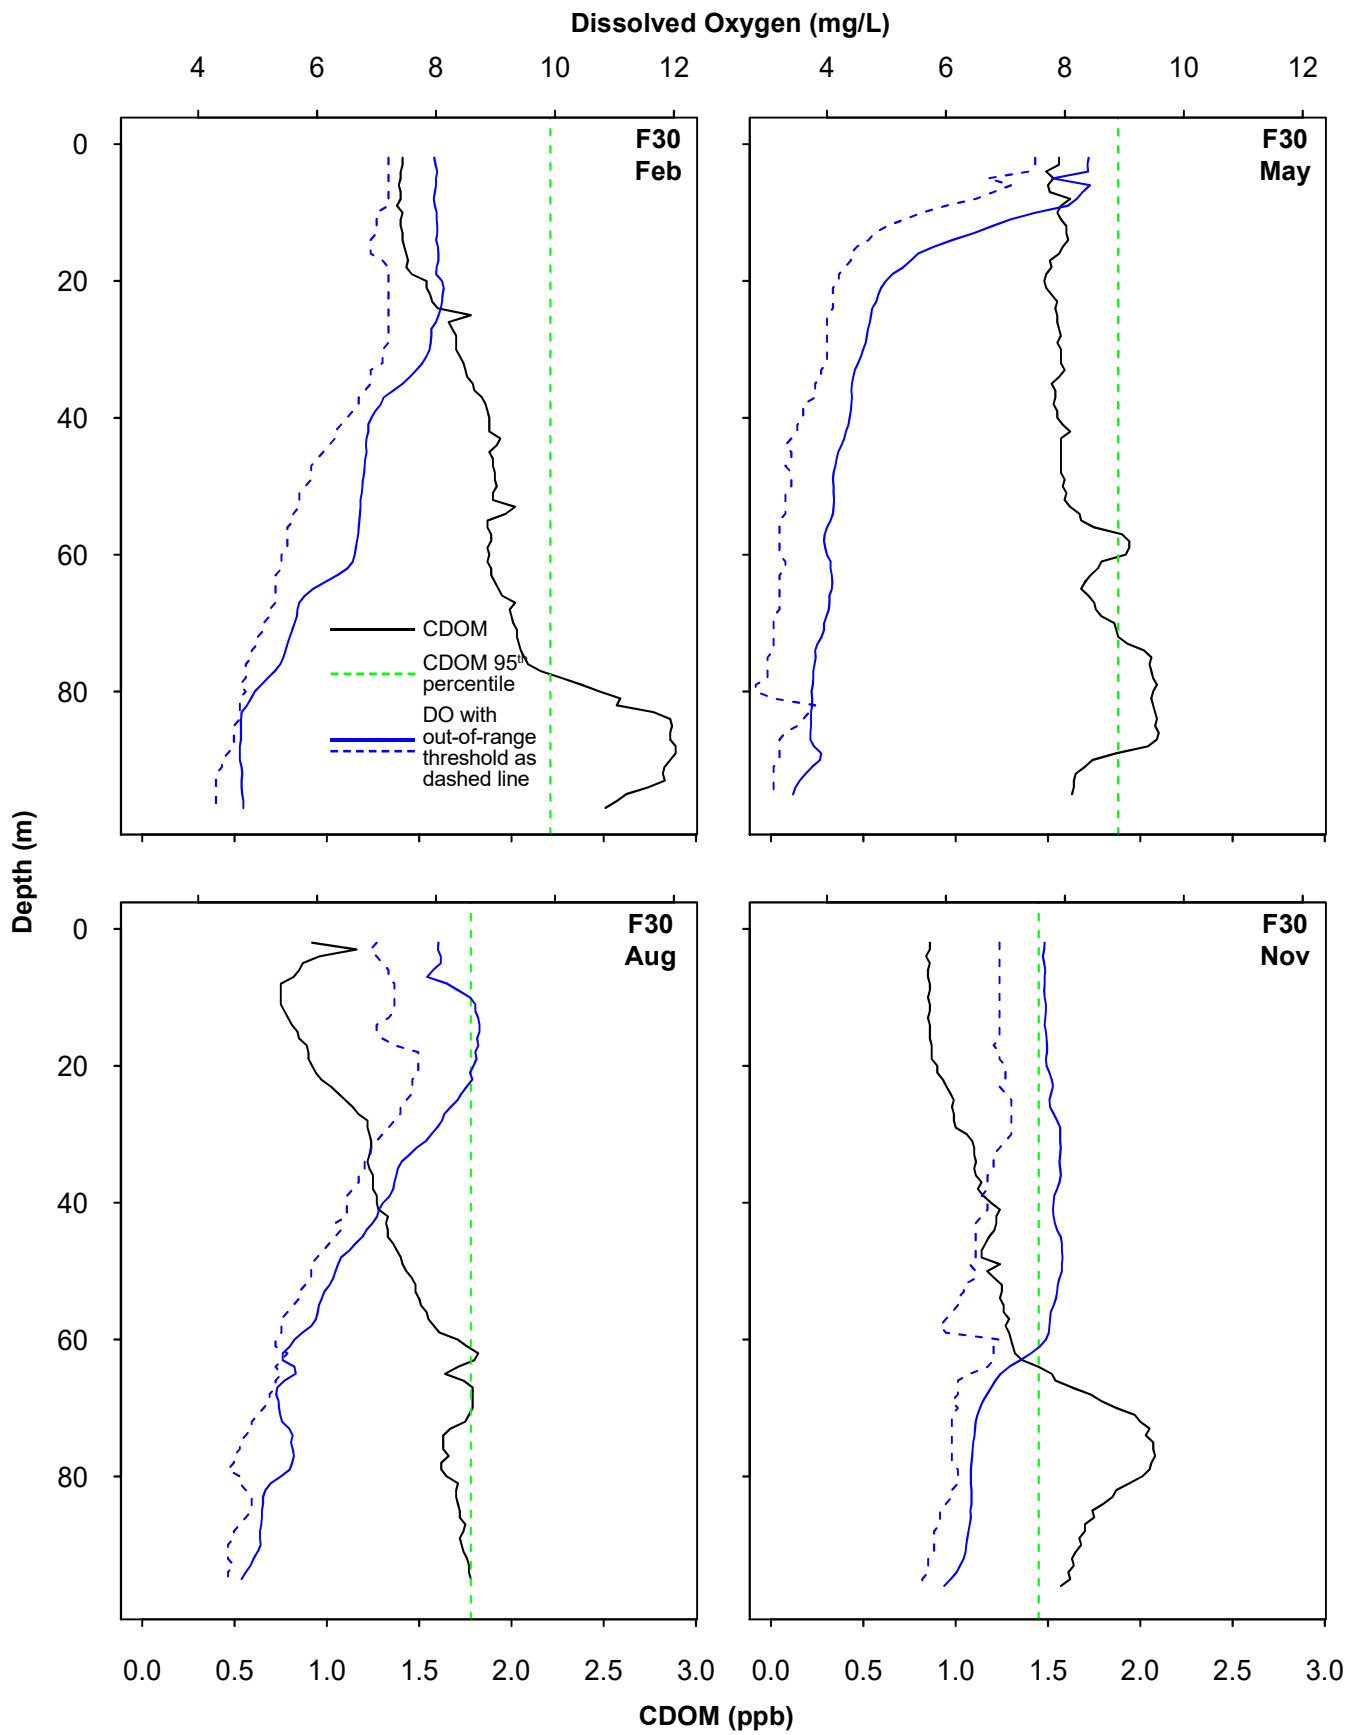 Dissolved Oxygen (mg/L)
4 6 8 10 12 4 6 8 10 12
F30
Feb
F30
May
0
20
40
60
80
CDOM
CDOM 95th
percentile
DO with
out-of-range
threshold as
dashed line
Depth (m)
F30
Aug
F30
Nov
0
20
40
60
80
0.0 0.5 1.0 1.5 2.0 2.5 3.0 0.0 0.5 1.0 1.5 2.0 2.5 3.0
CDOM (ppb)